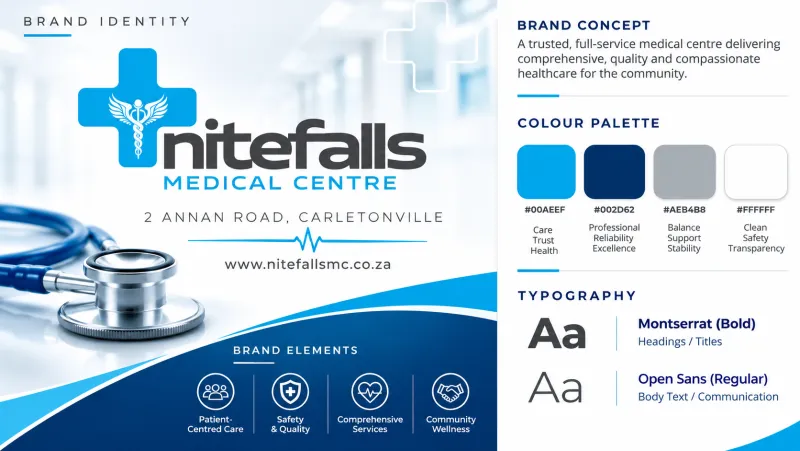 BRAND IDENTITY
nitefalls
MEDICAL CENTRE
2 ANNAN ROAD, CARLETONVILLE
www.nitefallsmc.co.za
BRAND ELEMENTS
Patient-
Centred Care
Safety
& Quality
Comprehensive
Services
Community
Wellness
BRAND CONCEPT
A trusted, full-service medical centre delivering
comprehensive, quality and compassionate
healthcare for the community.
COLOUR PALETTE
#00AEEF
Care
Trust
Health
#002D62
Professional
Reliability
Excellence
#AEB4B8
Balance
Support
Stability
#FFFFFF
Clean
Safety
Transparency
TYPOGRAPHY
Aa
Montserrat (Bold)
Headings / Titles
Aa
Open Sans (Regular)
Body Text / Communication